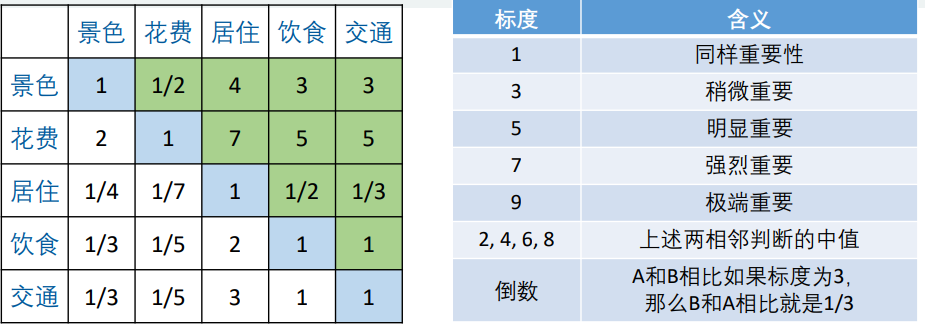 景色 花费 居住 饮食 交通
景色 1 1/2 4 3 3
花费 2 1 7 5 5
居住 1/4 1/7 1 1/2 1/3
饮食 1/3 1/5 2 1 1
交通 1/3 1/5 3 1 1
标度 含义
1 同样重要性
3 稍微重要
5 明显重要
7 强烈重要
9 极端重要
2, 4, 6, 8 上述两相邻判断的中值
倒数 A和B相比如果标度为3,
那么B和A相比就是1/3